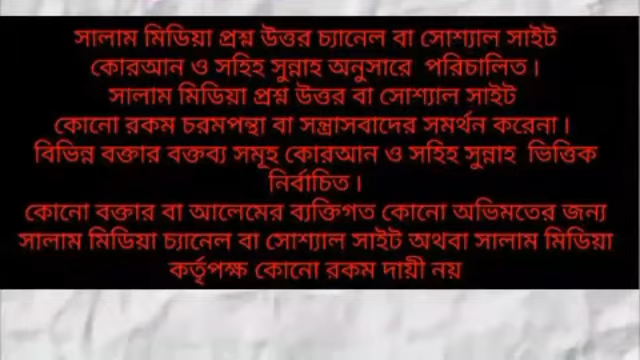 সালাম মিডিয়া প্রশ্ন উত্তর চ্যানেল বা সোশ্যাল সাইট
কোরআন ও সহিহ সুন্নাহ অনুসারে পরিচালিত।
সালাম মিডিয়া প্রশ্ন উত্তর বা সোশ্যাল সাইট
কোনো রকম চরমপন্থা বা সন্ত্রাসবাদের সমর্থন করেনা।
বিভিন্ন বক্তার বক্তব্য সমূহ কোরআন ও সহিহ সুন্নাহ ভিত্তিক
নির্বাচিত।
কোনো বক্তার বা আলেমের ব্যক্তিগত কোনো অভিমতের জন্য
সালাম মিডিয়া চ্যানেল বা সোশ্যাল সাইট অথবা সালাম মিডিয়া
কর্তৃপক্ষ কোনো রকম দায়ী নয়